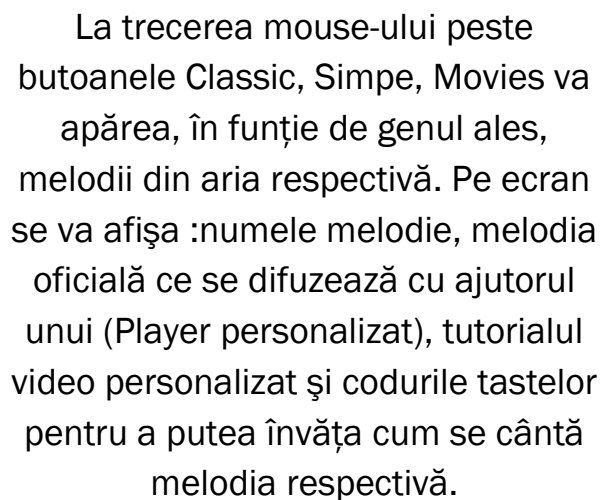 La trecerea mouse-ului peste
butoanele Classic, Simpe, Movies va
apărea, în funție de genul ales,
melodii din aria respectivă. Pe ecran
se va afişa :numele melodie, melodia
oficială ce se difuzează cu ajutorul
unui (Player personalizat), tutorialul
video personalizat şi codurile tastelor
pentru a putea învăța cum se cântă
melodia respectivă.